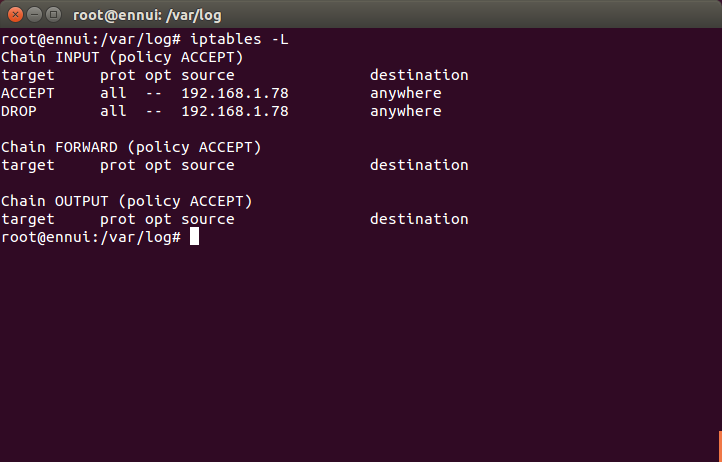 root@ennui: /var/log
root@ennui:/var/log# iptables -L
Chain INPUT (policy ACCEPT)
target     prot opt source               destination
ACCEPT     all  --  192.168.1.78         anywhere
DROP       all  --  192.168.1.78         anywhere

Chain FORWARD (policy ACCEPT)
target     prot opt source               destination

Chain OUTPUT (policy ACCEPT)
target     prot opt source               destination
root@ennui:/var/log#